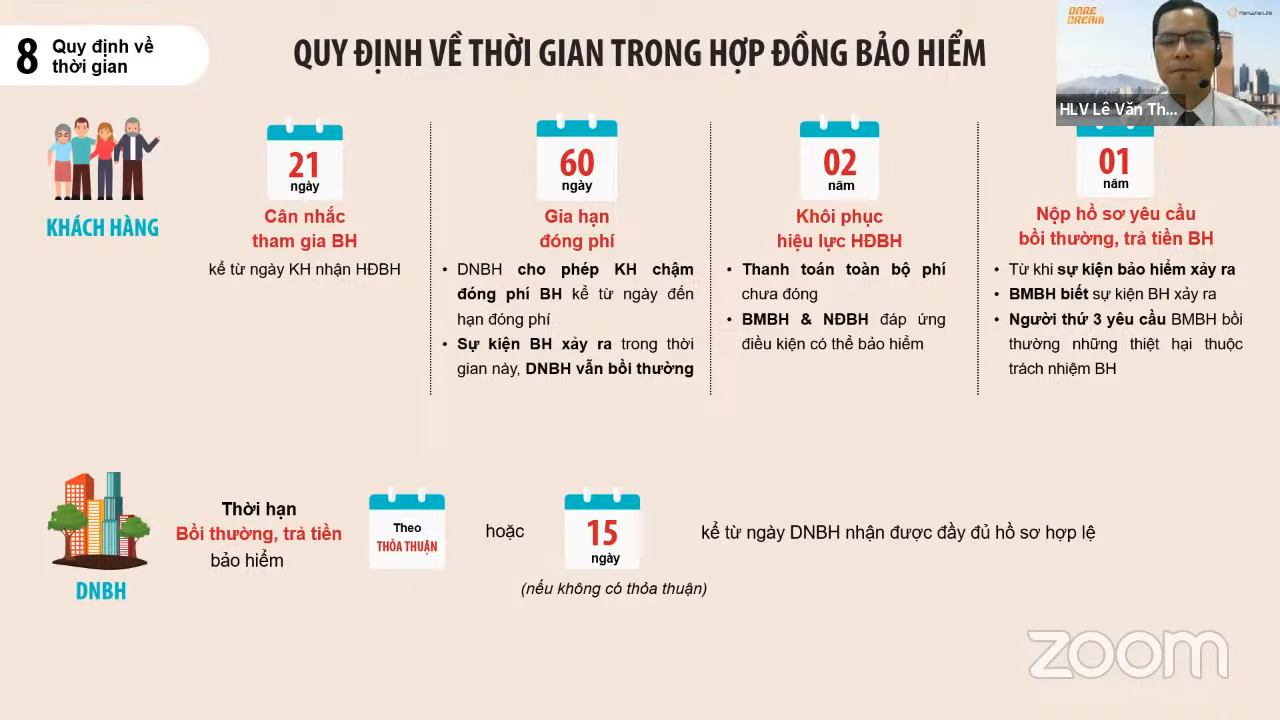 8
Quy định về
thời gian
QUY ĐỊNH VỀ THỜI GIAN TRONG HỢP ĐỒNG BẢO HIỂM
DARE
DREAM
Hanwha Life
HLV Lê Văn Th...
KHÁCH HÀNG
21
ngày
Cân nhắc
tham gia BH
kể từ ngày KH nhận HĐBH
60
ngày
Gia hạn
đóng phí
• DNBH cho phép KH chậm
đóng phí BH kể từ ngày đến
hạn đóng phí
• Sự kiện BH xảy ra trong thời
gian này, DNBH vẫn bồi thường
02
năm
Khôi phục
hiệu lực HĐBH
• Thanh toán toàn bộ phí
chưa đóng
• BMBH & NĐBH đáp ứng
điều kiện có thể bảo hiểm
01
năm
Nộp hồ sơ yêu cầu
bồi thường, trả tiền BH
• Từ khi sự kiện bảo hiểm xảy ra
• BMBH biết sự kiện BH xảy ra
• Người thứ 3 yêu cầu BMBH bồi
thường những thiệt hại thuộc
trách nhiệm BH
DNBH
Thời hạn
Bồi thường, trả tiền
bảo hiểm
Theo
THỎA THUẬN
hoặc
15
ngày
(nếu không có thỏa thuận)
kể từ ngày DNBH nhận được đầy đủ hồ sơ hợp lệ
zoom